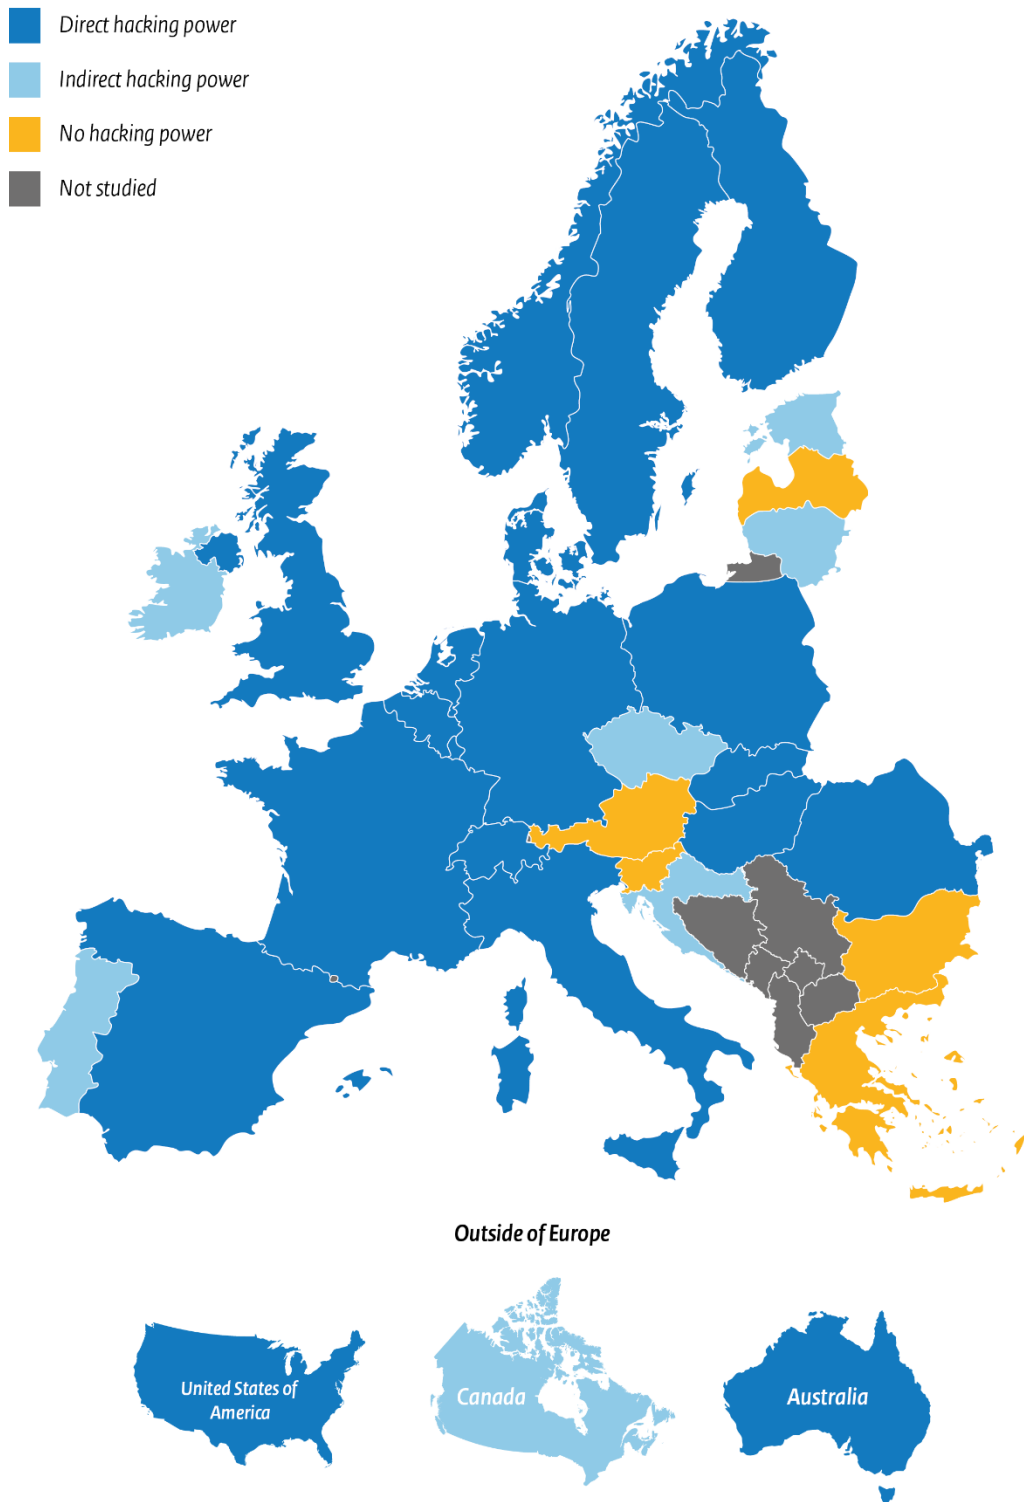 Direct hacking power
Indirect hacking power
No hacking power
Not studied
Outside of Europe
United States of
America
Canada
Australia